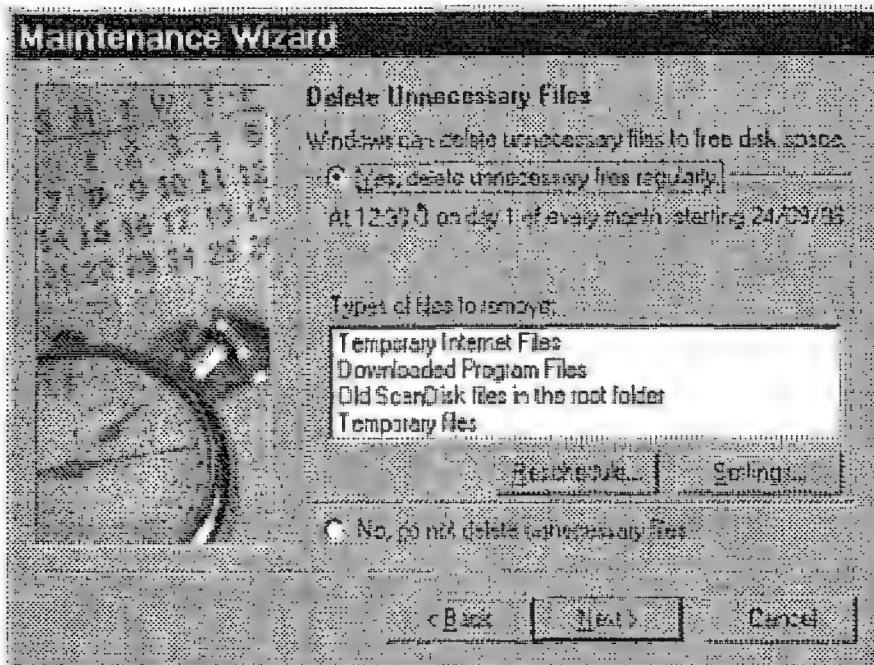 Maintenance Wizard
Delete Unnecessary Files
Windows can delete unnecessary files to free disk space.
Yes, delete unnecessary files regularly.
on day 1 of every month, starting
Types of files to remove:
Temporary Internet Files
Downloaded Program Files
Old ScanDisk files in the root folder
Temporary files
Reschedule... Settings...
No, do not delete unnecessary files
< Back Next > Cancel